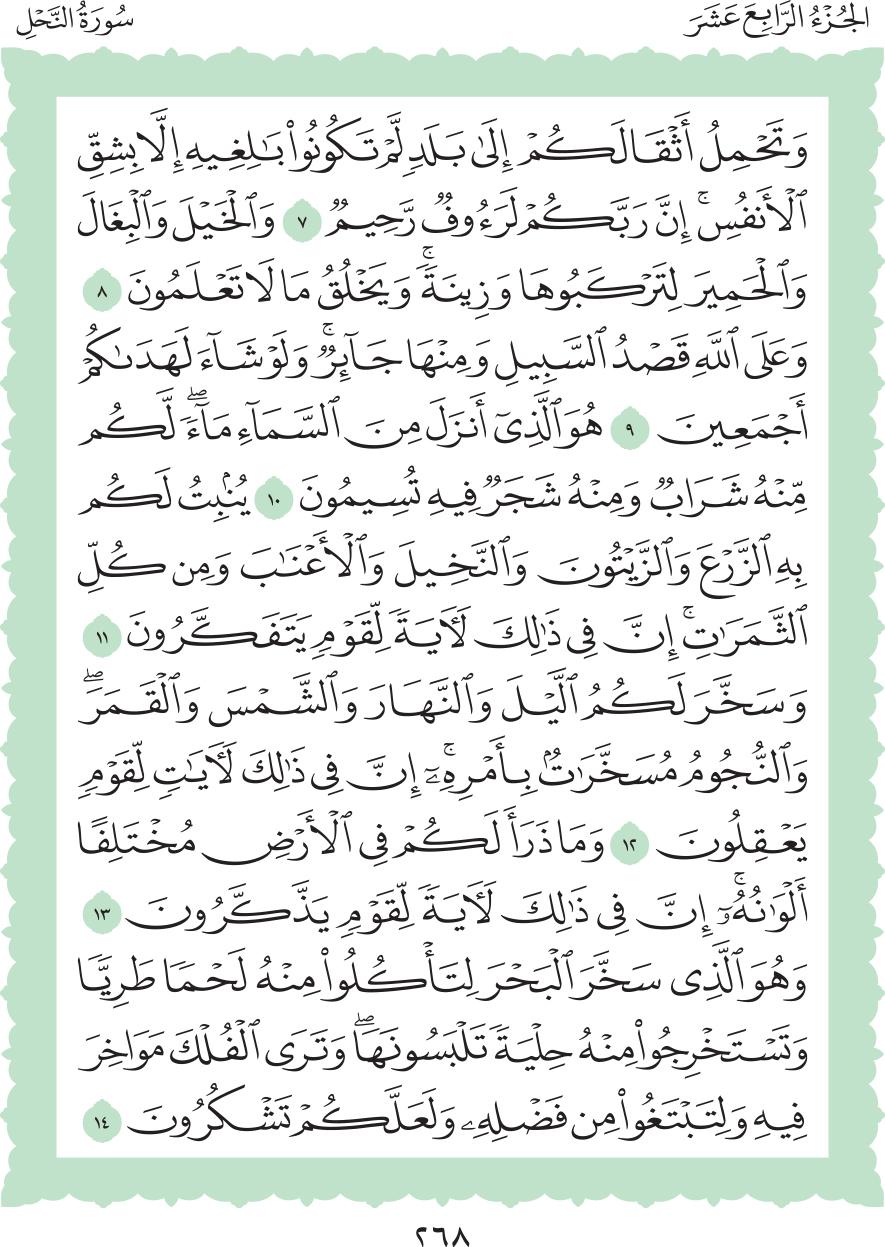 الجُزْءُ الرَّابِعَ عَشَرَ
سُورَةُ النَّحْلِ
وَتَحْمِلُ أَثْقَالَكُمْ إِلَىٰ بَلَدٍ لَّمْ تَكُونُوا۟ بَـٰلِغِيهِ إِلَّا بِشِقِّ
ٱلْأَنفُسِ ۚ إِنَّ رَبَّكُمْ لَرَءُوفٌ رَّحِيمٌ ٧ وَٱلْخَيْلَ وَٱلْبِغَالَ
وَٱلْحَمِيرَ لِتَرْكَبُوهَا وَزِينَةً ۚ وَيَخْلُقُ مَا لَا تَعْلَمُونَ ٨
وَعَلَى ٱللَّهِ قَصْدُ ٱلسَّبِيلِ وَمِنْهَا جَآئِرٌ ۚ وَلَوْ شَآءَ لَهَدَىٰكُمْ
أَجْمَعِينَ ٩ هُوَ ٱلَّذِىٓ أَنزَلَ مِنَ ٱلسَّمَآءِ مَآءً ۖ لَّكُم
مِّنْهُ شَرَابٌ وَمِنْهُ شَجَرٌ فِيهِ تُسِيمُونَ ١٠ يُنۢبِتُ لَكُم
بِهِ ٱلزَّرْعَ وَٱلزَّيْتُونَ وَٱلنَّخِيلَ وَٱلْأَعْنَـٰبَ وَمِن كُلِّ
ٱلثَّمَرَٰتِ ۗ إِنَّ فِى ذَٰلِكَ لَـَٔايَةً لِّقَوْمٍ يَتَفَكَّرُونَ ١١
وَسَخَّرَ لَكُمُ ٱلَّيْلَ وَٱلنَّهَارَ وَٱلشَّمْسَ وَٱلْقَمَرَ ۖ
وَٱلنُّجُومُ مُسَخَّرَٰتٌۢ بِأَمْرِهِۦٓ ۚ إِنَّ فِى ذَٰلِكَ لَـَٔايَـٰتٍ لِّقَوْمٍ
يَعْقِلُونَ ١٢ وَمَا ذَرَأَ لَكُمْ فِى ٱلْأَرْضِ مُخْتَلِفًا
أَلْوَٰنُهُۥٓ ۚ إِنَّ فِى ذَٰلِكَ لَـَٔايَةً لِّقَوْمٍ يَذَّكَّرُونَ ١٣
وَهُوَ ٱلَّذِى سَخَّرَ ٱلْبَحْرَ لِتَأْكُلُوا۟ مِنْهُ لَحْمًا طَرِيًّا
وَتَسْتَخْرِجُوا۟ مِنْهُ حِلْيَةً تَلْبَسُونَهَا ۖ وَتَرَى ٱلْفُلْكَ مَوَاخِرَ
فِيهِ وَلِتَبْتَغُوا۟ مِن فَضْلِهِۦ وَلَعَلَّكُمْ تَشْكُرُونَ ١٤
٢٦٨